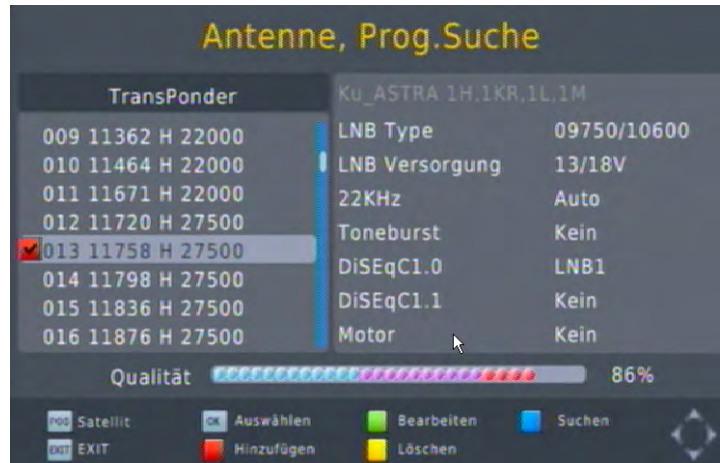 Antenne, Prog.Suche
TransPonder
009 11362 H 22000
010 11464 H 22000
011 11671 H 22000
012 11720 H 27500
013 11758 H 27500
014 11798 H 27500
015 11836 H 27500
016 11876 H 27500
Ku_ASTRA 1H,1KR,1L,1M
LNB Type 09750/10600
LNB Versorgung 13/18V
22KHz Auto
Toneburst Kein
DiSEqC1.0 LNB1
DiSEqC1.1 Kein
Motor Kein
Qualität 86%
POS Satellit OK Auswählen Bearbeiten Suchen
EXIT EXIT Hinzufügen Löschen